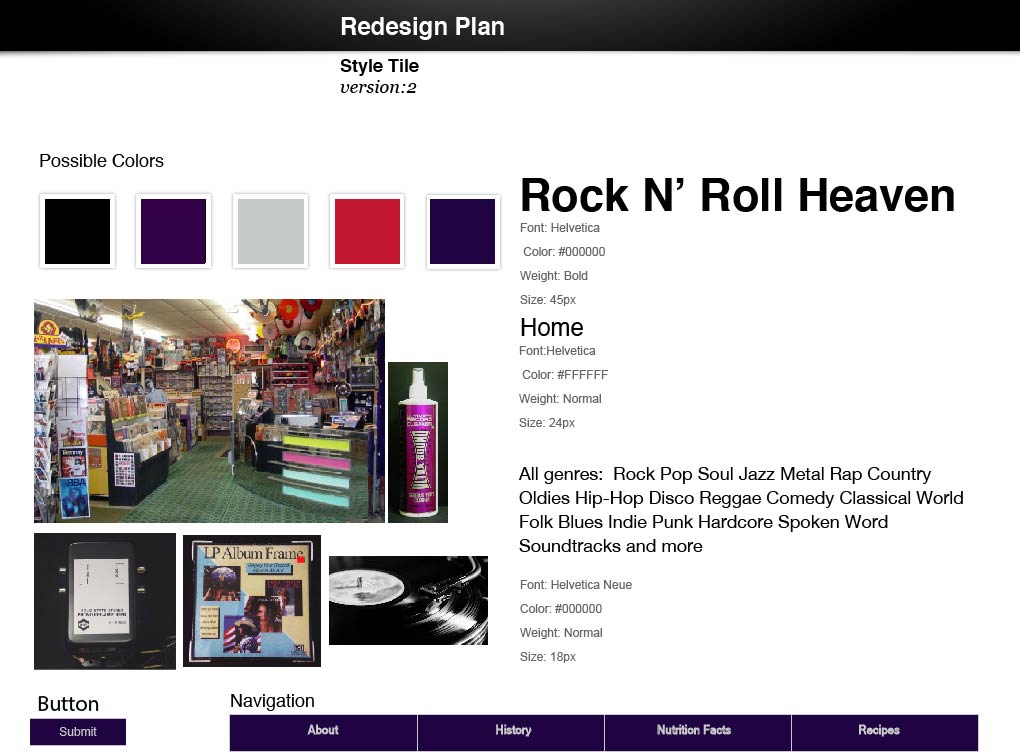 Redesign Plan
Style Tile
version:2
Possible Colors
Rock N’ Roll Heaven
Font: Helvetica
Color: #000000
Weight: Bold
Size: 45px
Home
Font:Helvetica
Color: #FFFFFF
Weight: Normal
Size: 24px
All genres:  Rock Pop Soul Jazz Metal Rap Country
Oldies Hip-Hop Disco Reggae Comedy Classical World
Folk Blues Indie Punk Hardcore Spoken Word
Soundtracks and more
Font: Helvetica Neue
Color: #000000
Weight: Normal
Size: 18px
ABBA
LP Album Frame
Button
Submit
Navigation
About
History
Nutrition Facts
Recipes